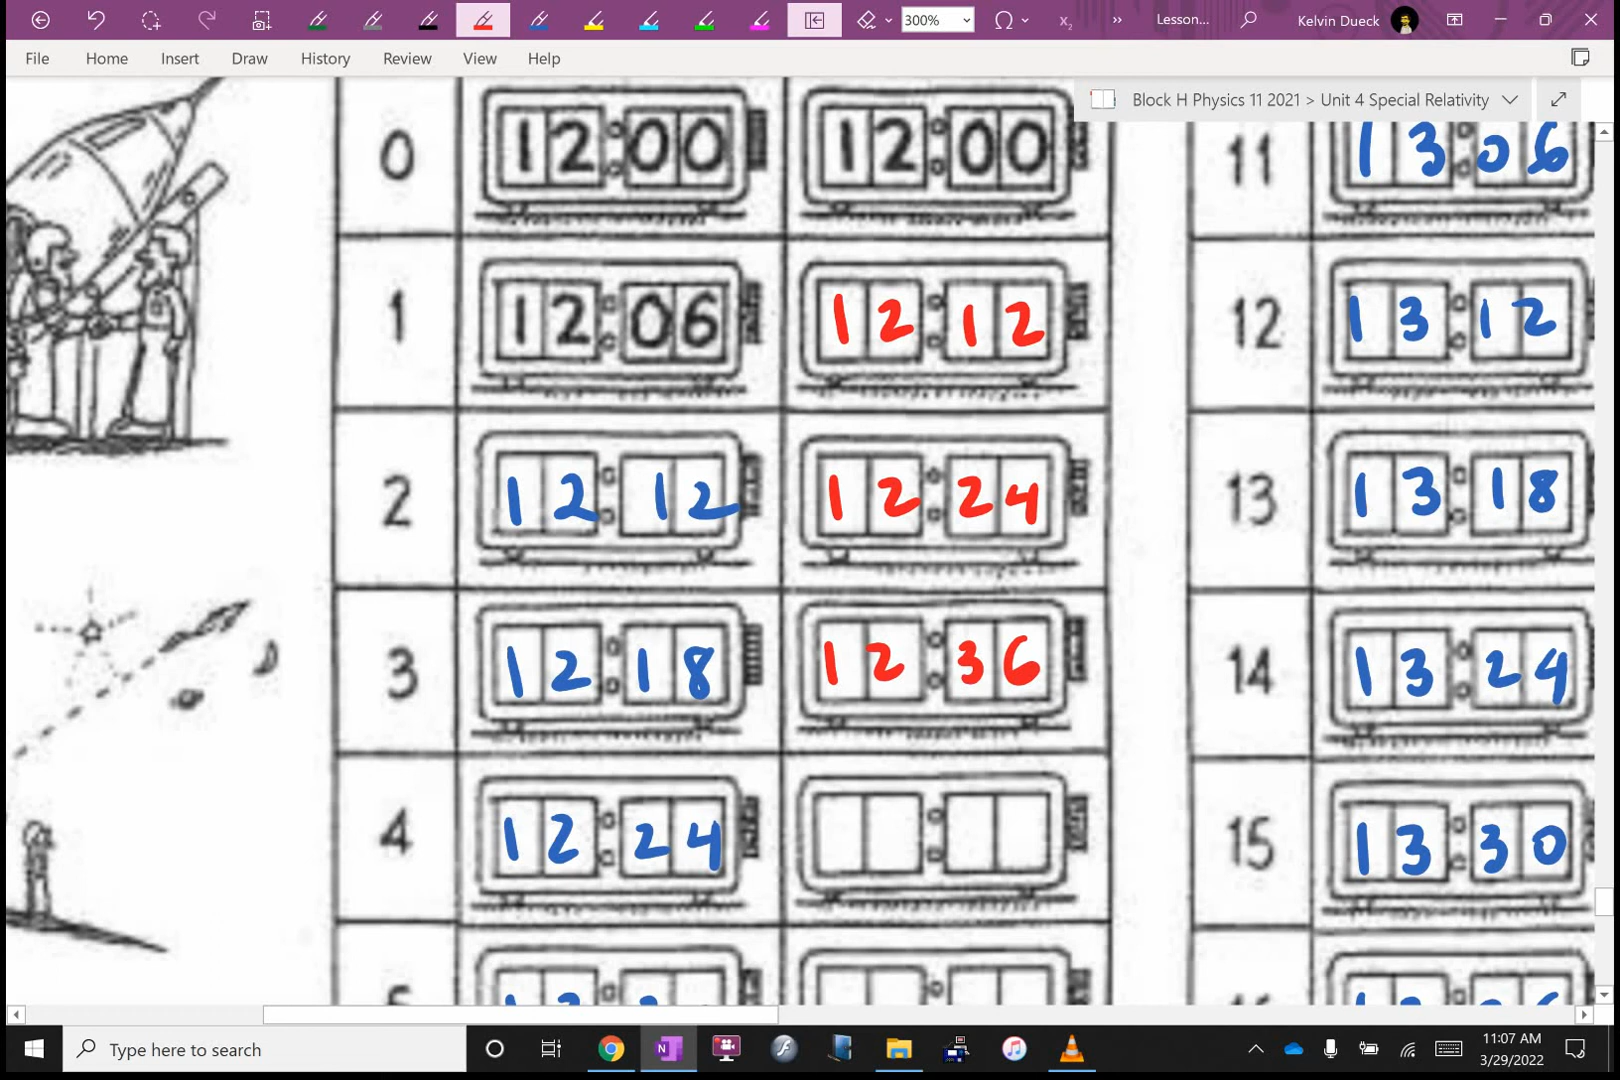 300%
x₂
»
Lesson...
Kelvin Dueck
File Home Insert Draw History Review View Help
Block H Physics 11 2021 > Unit 4 Special Relativity
0 12:00 12:00 11 13:06
1 12:06 12:12 12 13:12
2 12:12 12:24 13 13:18
3 12:18 12:36 14 13:24
4 12:24 15 13:30
Type here to search
N
11:07 AM
3/29/2022